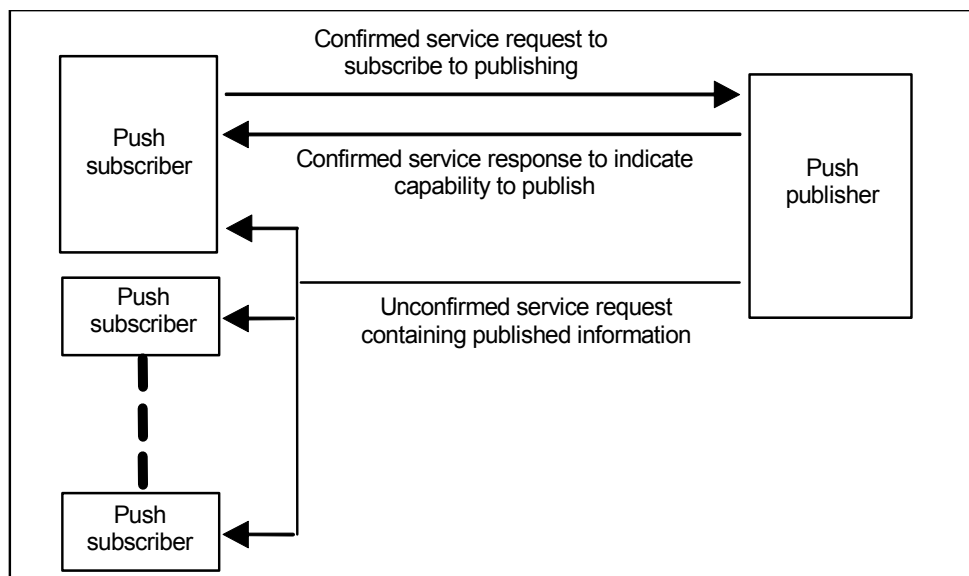 Confirmed service request to
subscribe to publishing
Push
subscriber
Confirmed service response to indicate
capability to publish
Push
publisher
Unconfirmed service request
containing published information
Push
subscriber
Push
subscriber